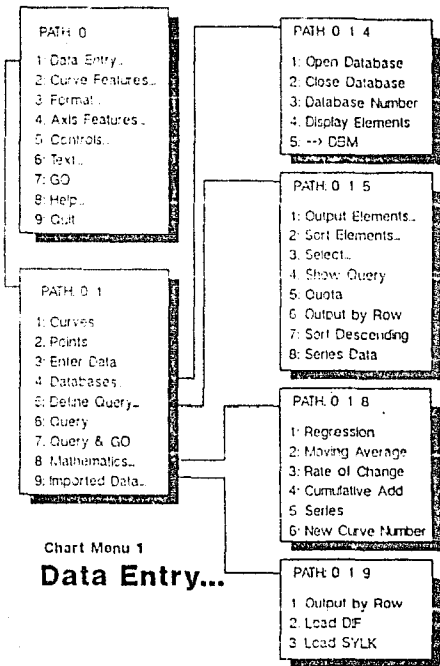 PATH: 0
1: Data Entry...
2: Curve Features...
3: Format...
4: Axis Features...
5: Controls...
6: Text...
7: GO
8: Help...
9: Quit
PATH: 0 1
1: Curves
2: Points
3: Enter Data
4: Databases...
5: Define Query...
6: Query
7: Query & GO
8: Mathematics...
9: Imported Data...
Chart Menu 1
Data Entry...
PATH: 0 1 4
1: Open Database
2: Close Database
3: Database Number
4: Display Elements
5: --> DBM
PATH: 0 1 5
1: Output Elements...
2: Sort Elements...
3: Select...
4: Show Query
5: Quota
6: Output by Row
7: Sort Descending
8: Series Data
PATH: 0 1 8
1: Regression
2: Moving Average
3: Rate of Change
4: Cumulative Add
5: Series
6: New Curve Number
PATH: 0 1 9
1: Output by Row
2: Load DIF
3: Load SYLK